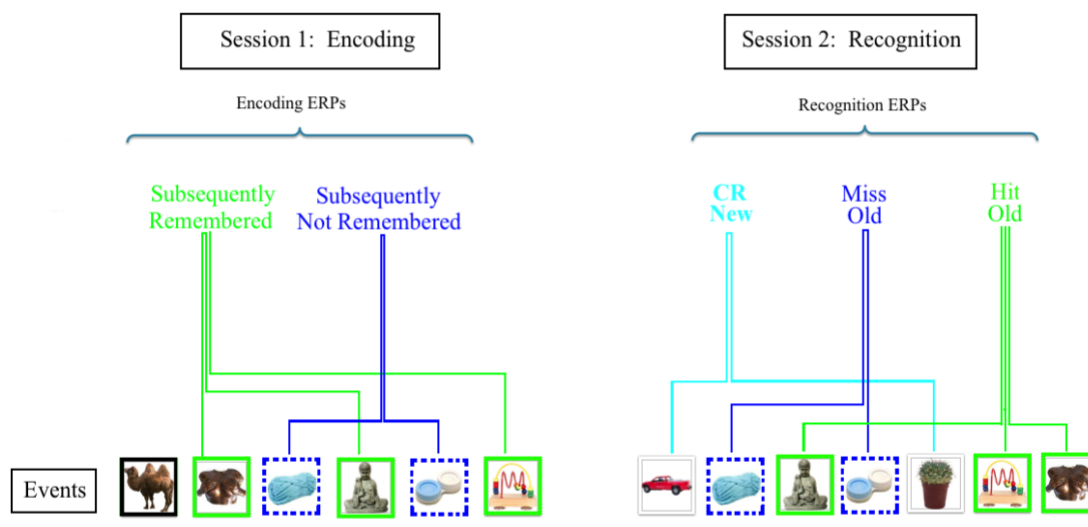 Session 1: Encoding
Session 2: Recognition
Encoding ERPs
Recognition ERPs
Subsequently
Remembered
Subsequently
Not Remembered
CR
New
Miss
Old
Hit
Old
Events